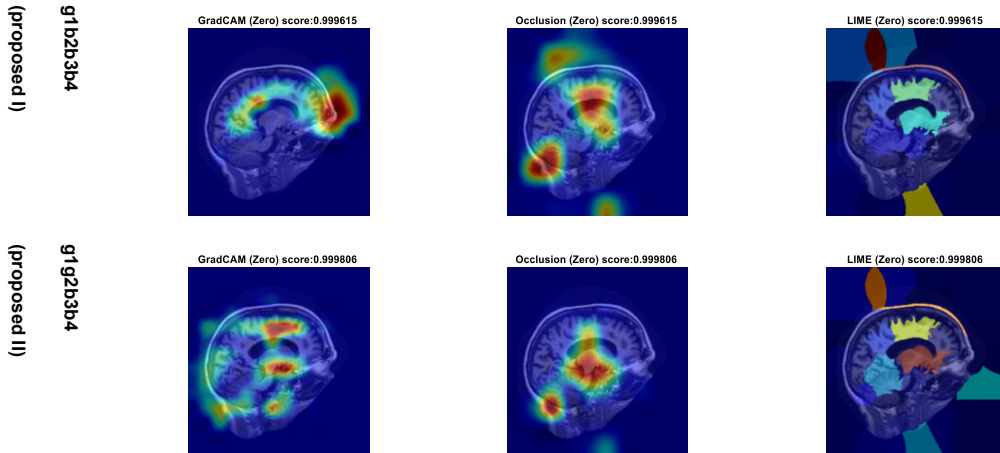 g1b2b3b4
(proposed I)
GradCAM (Zero) score:0.999615
Occlusion (Zero) score:0.999615
LIME (Zero) score:0.999615
g1g2b3b4
(proposed II)
GradCAM (Zero) score:0.999806
Occlusion (Zero) score:0.999806
LIME (Zero) score:0.999806